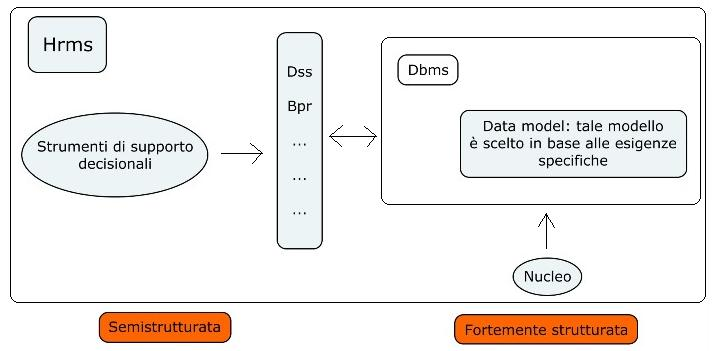 Hrms
Strumenti di supporto
decisionali
Dss
Bpr
...
...
...
Dbms
Data model: tale modello
è scelto in base alle esigenze
specifiche
Nucleo
Semistrutturata
Fortemente strutturata